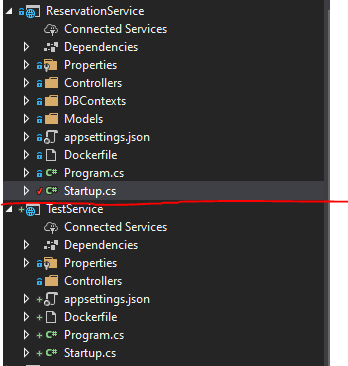 ReservationService
Connected Services
Dependencies
Properties
Controllers
DBContexts
Models
appsettings.json
Dockerfile
C# Program.cs
C# Startup.cs
TestService
Connected Services
Dependencies
Properties
Controllers
appsettings.json
Dockerfile
C# Program.cs
C# Startup.cs